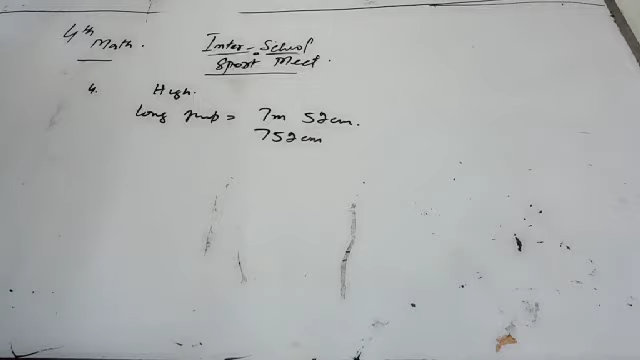 4th Math.
Inter-School
Sport Meet.
4. High.
Long Jump = 7m 52cm.
752cm